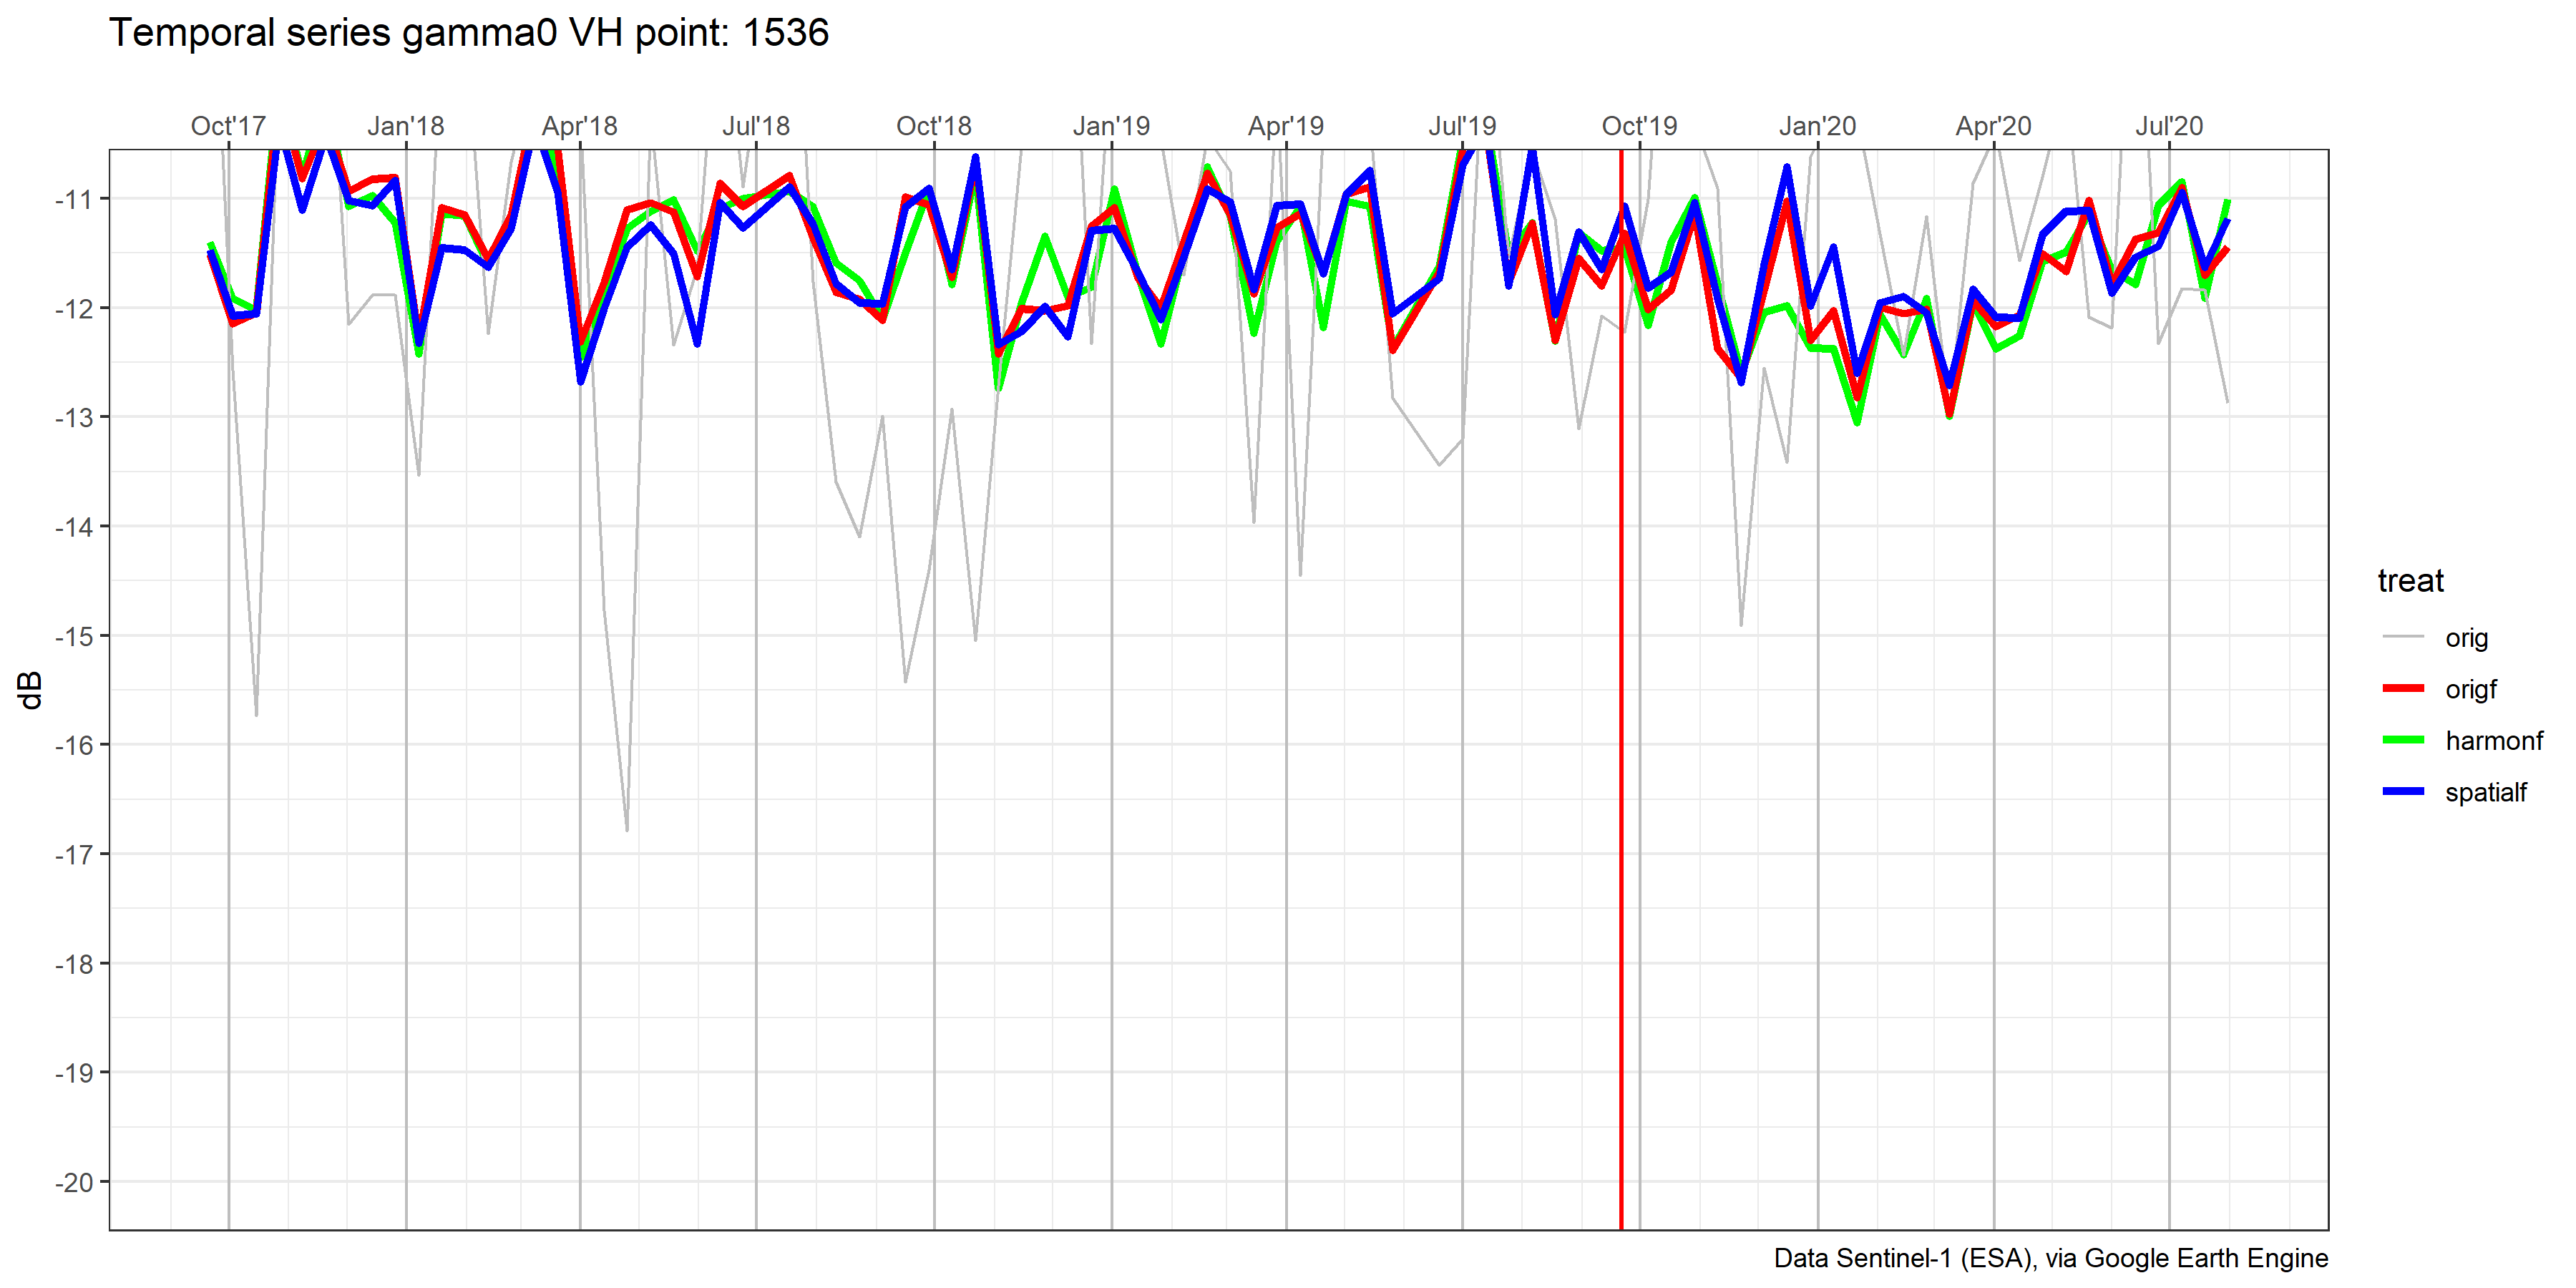 Temporal series gamma0 VH point: 1536
Oct'17 Jan'18 Apr'18 Jul'18 Oct'18 Jan'19 Apr'19 Jul'19 Oct'19 Jan'20 Apr'20 Jul'20
-11
-12
-13
-14
-15
-16
-17
-18
-19
-20
dB
treat
orig
origf
harmonf
spatialf
Data Sentinel-1 (ESA), via Google Earth Engine